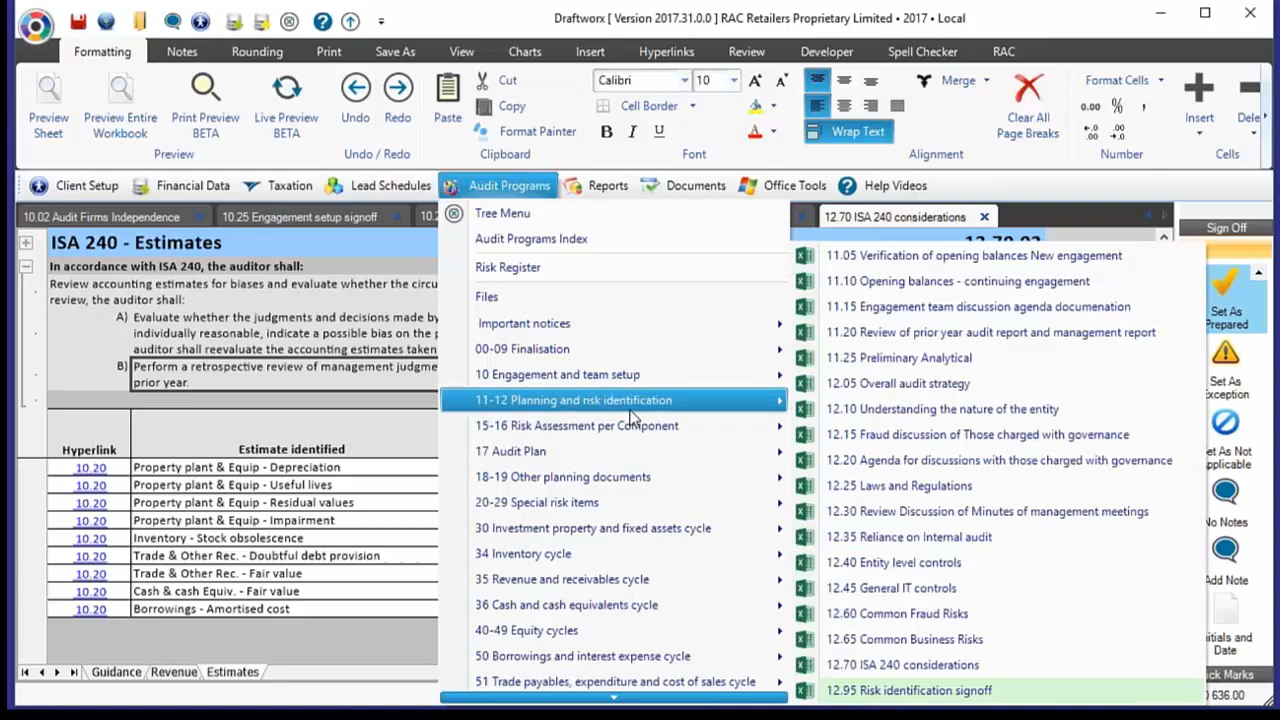 Draftworx [ Version 2017.31.0.0 ] RAC Retailers Proprietary Limited • 2017 • Local
Formatting Notes Rounding Print Save As View Charts Insert Hyperlinks Review Developer Spell Checker RAC
Preview Sheet
Preview Entire Workbook
Print Preview BETA
Live Preview BETA
Preview
Undo Redo
Undo / Redo
Paste
Cut
Copy
Format Painter
Clipboard
Calibri 10
Cell Border
B I U
Font
Merge
Wrap Text
Clear All Page Breaks
Alignment
Format Cells
0.00 % ,
Number
Insert Dele
Cells
Client Setup Financial Data Taxation Lead Schedules Audit Programs Reports Documents Office Tools Help Videos
10.02 Audit Firms Independence 10.25 Engagement setup signoff 10.2 12.70 ISA 240 considerations
ISA 240 - Estimates
In accordance with ISA 240, the auditor shall:
Review accounting estimates for biases and evaluate whether the circu
review, the auditor shall:
A) Evaluate whether the judgments and decisions made by
individually reasonable, indicate a possible bias on the p
auditor shall reevaluate the accounting estimates taken
B) Perform a retrospective review of management judgme
prior year.
Hyperlink Estimate identified
10.20 Property plant & Equip - Depreciation
10.20 Property plant & Equip - Useful lives
10.20 Property plant & Equip - Residual values
10.20 Property plant & Equip - Impairment
10.20 Inventory - Stock obsolescence
10.20 Trade & Other Rec. - Doubtful debt provision
10.20 Trade & Other Rec. - Fair value
10.20 Cash & cash Equiv. - Fair value
10.20 Borrowings - Amortised cost
Guidance Revenue Estimates
Tree Menu
Audit Programs Index
Risk Register
Files
Important notices
00-09 Finalisation
10 Engagement and team setup
11-12 Planning and risk identification
15-16 Risk Assessment per Component
17 Audit Plan
18-19 Other planning documents
20-29 Special risk items
30 Investment property and fixed assets cycle
34 Inventory cycle
35 Revenue and receivables cycle
36 Cash and cash equivalents cycle
40-49 Equity cycles
50 Borrowings and interest expense cycle
51 Trade payables, expenditure and cost of sales cycle
11.05 Verification of opening balances New engagement
11.10 Opening balances - continuing engagement
11.15 Engagement team discussion agenda documenation
11.20 Review of prior year audit report and management report
11.25 Preliminary Analytical
12.05 Overall audit strategy
12.10 Understanding the nature of the entity
12.15 Fraud discussion of Those charged with governance
12.20 Agenda for discussions with those charged with governance
12.25 Laws and Regulations
12.30 Review Discussion of Minutes of management meetings
12.35 Reliance on Internal audit
12.40 Entity level controls
12.45 General IT controls
12.60 Common Fraud Risks
12.65 Common Business Risks
12.70 ISA 240 considerations
12.95 Risk identification signoff
Sign Off
Set As Prepared
Set As Exception
Set As Not Applicable
No Notes
Add Note
nitials and Date
ck Marks
0 636.00